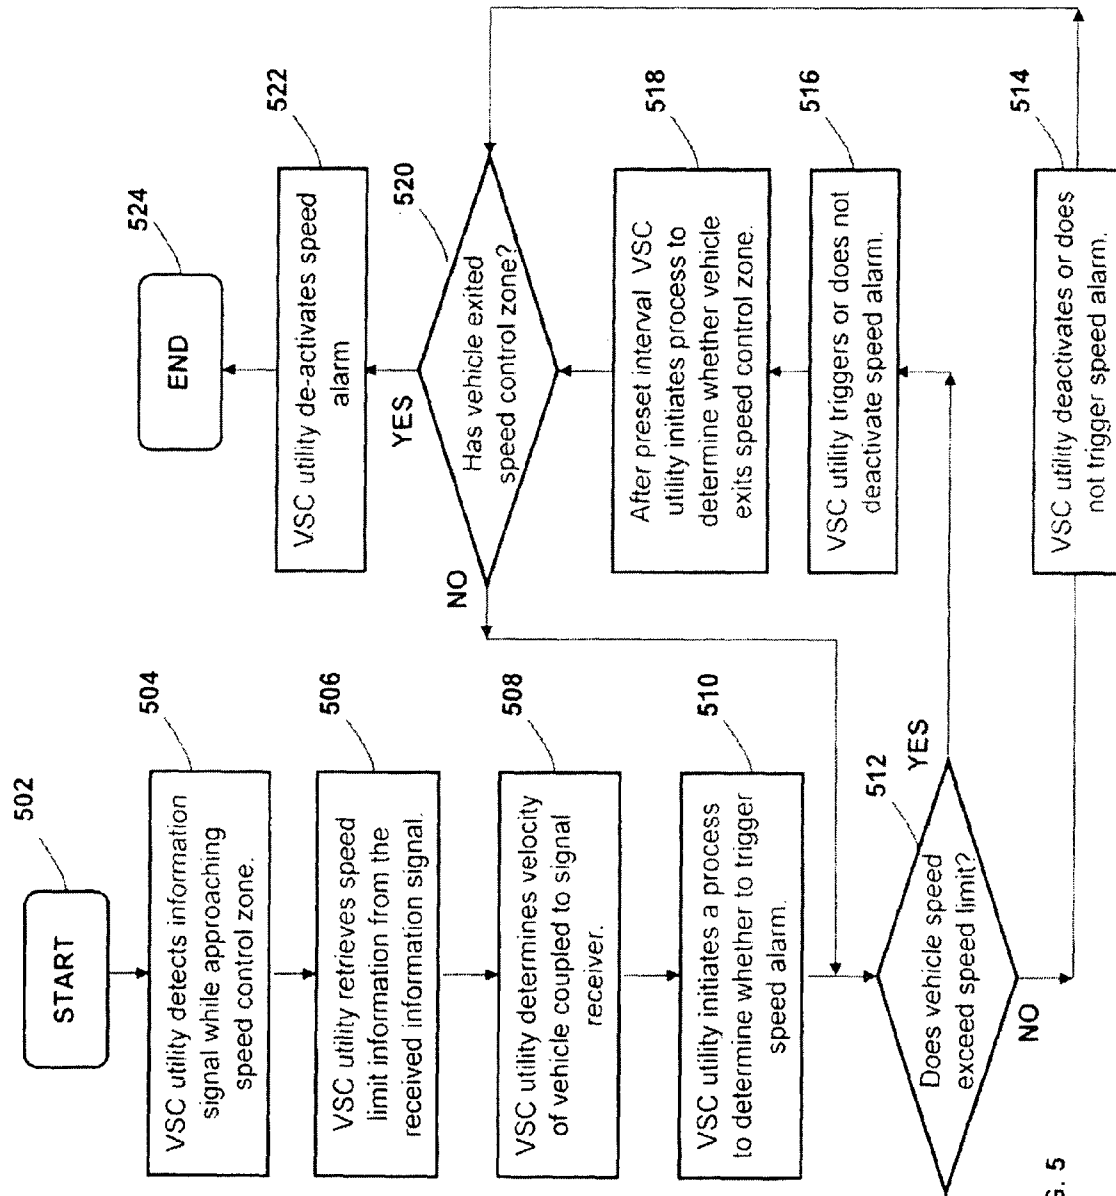 502
START
504
VSC utility detects information
signal while approaching
speed control zone.
506
VSC utility retrieves speed
limit information from the
received information signal.
508
VSC utility determines velocity
of vehicle coupled to signal
receiver.
510
VSC utility initiates a process
to determine whether to trigger
speed alarm.
512
Does vehicle speed
exceed speed limit?
YES
NO
514
VSC utility deactivates or does
not trigger speed alarm.
516
VSC utility triggers or does not
deactivate speed alarm.
518
After preset interval VSC
utility initiates process to
determine whether vehicle
exits speed control zone.
520
Has vehicle exited
speed control zone?
NO
YES
522
VSC utility de-activates speed
alarm
524
END
G. 5